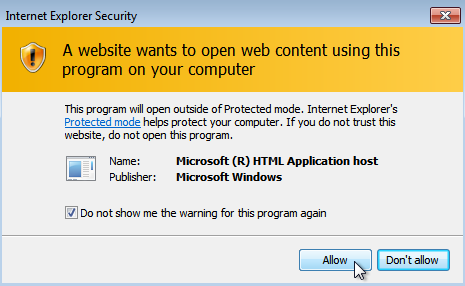 Internet Explorer Security
A website wants to open web content using this
program on your computer
This program will open outside of Protected mode. Internet Explorer's
Protected mode helps protect your computer. If you do not trust this
website, do not open this program.
Name: Microsoft (R) HTML Application host
Publisher: Microsoft Windows
Do not show me the warning for this program again
Allow Don't allow